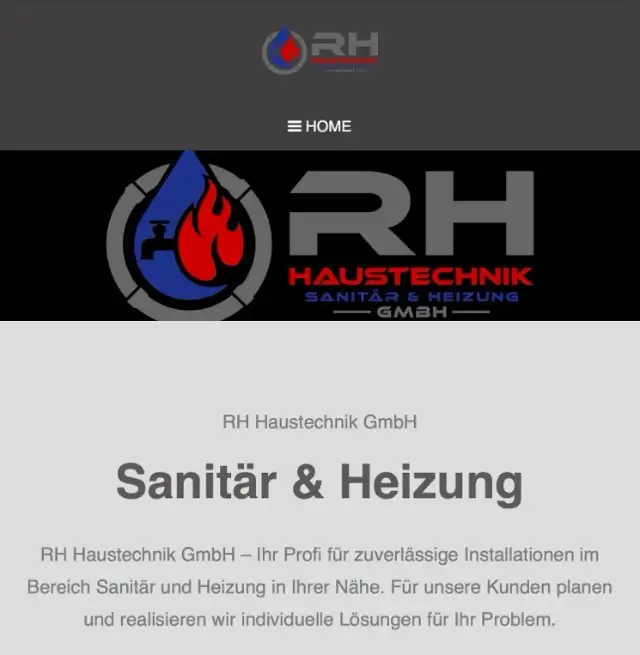 RH
HAUSTECHNIK
HOME
RH
HAUSTECHNIK
SANITÄR & HEIZUNG
GMBH
RH Haustechnik GmbH
Sanitär & Heizung
RH Haustechnik GmbH – Ihr Profi für zuverlässige Installationen im
Bereich Sanitär und Heizung in Ihrer Nähe. Für unsere Kunden planen
und realisieren wir individuelle Lösungen für Ihr Problem.